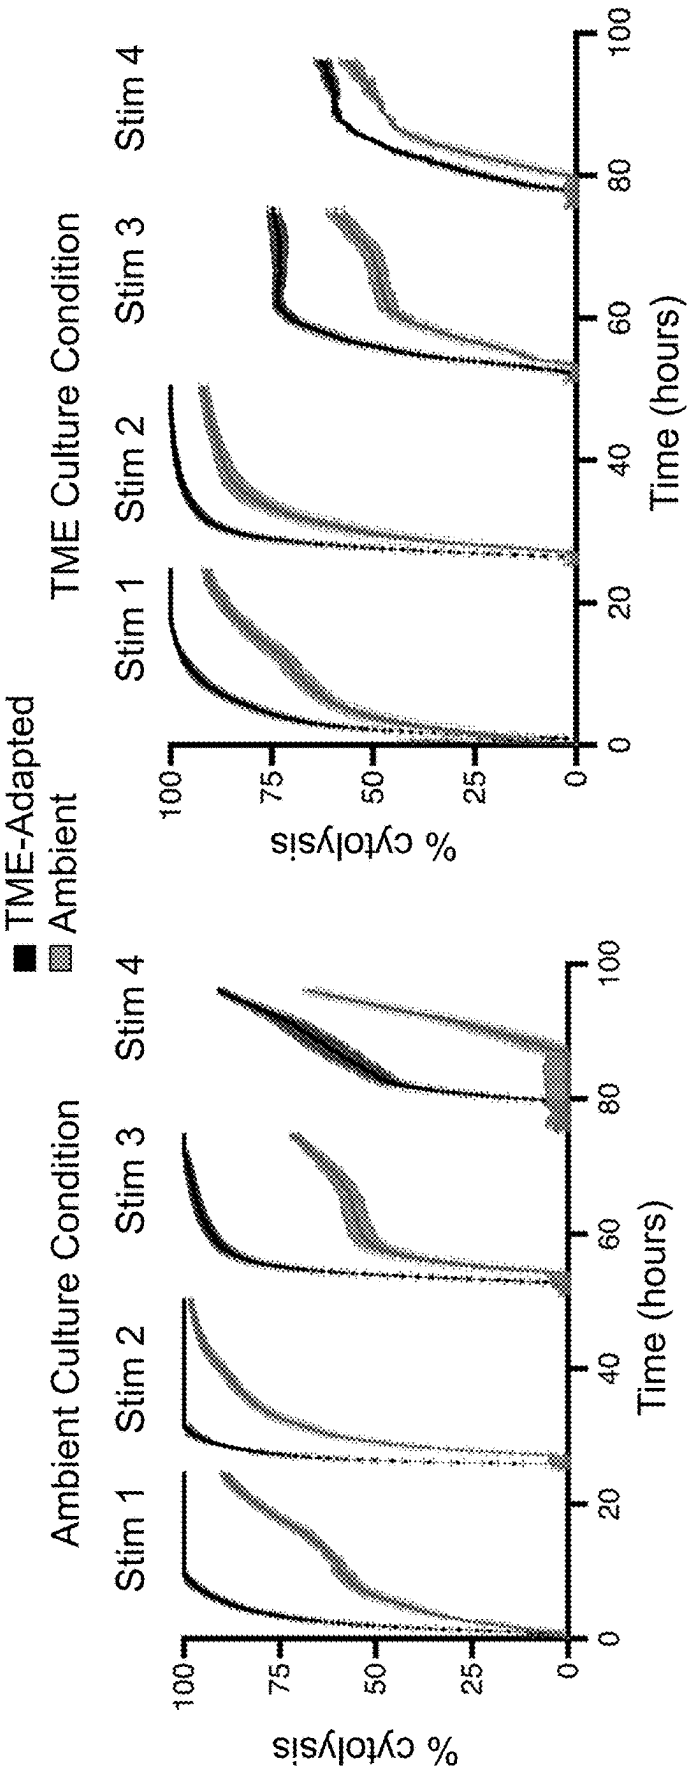 TME-Adapted
Ambient
Ambient Culture Condition
Stim 1
Stim 2
Stim 3
Stim 4
% cytolysis
100
75
50
25
0
0
20
40
60
80
100
Time (hours)
TME Culture Condition
Stim 1
Stim 2
Stim 3
Stim 4
% cytolysis
100
75
50
25
0
0
20
40
60
80
100
Time (hours)